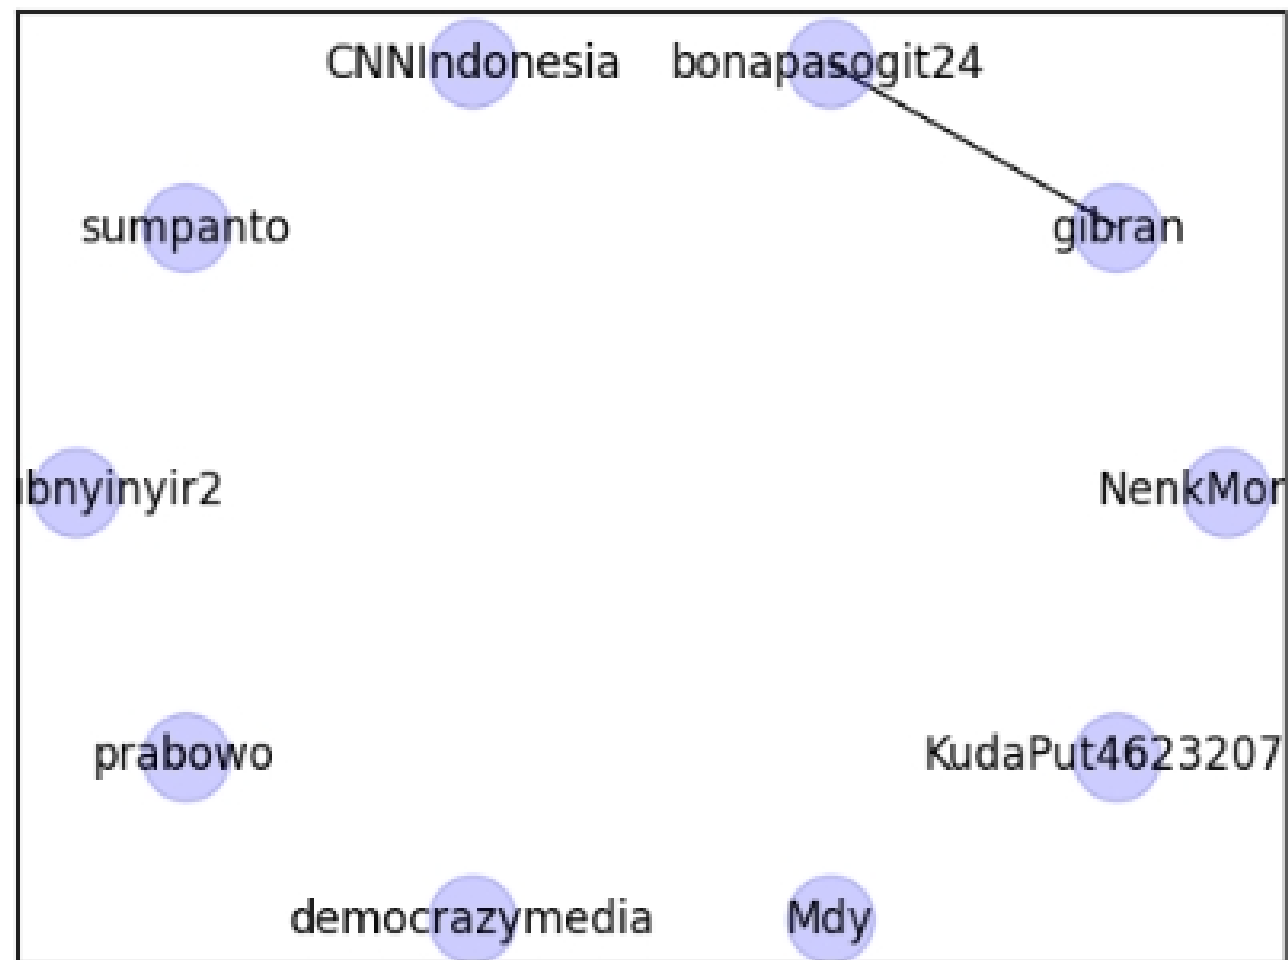 CNNIndonesia bonapasogit24
sumpanto gibran
bnyinyir2 NenkMor
prabowo KudaPut4623207
democrazymedia Mdy